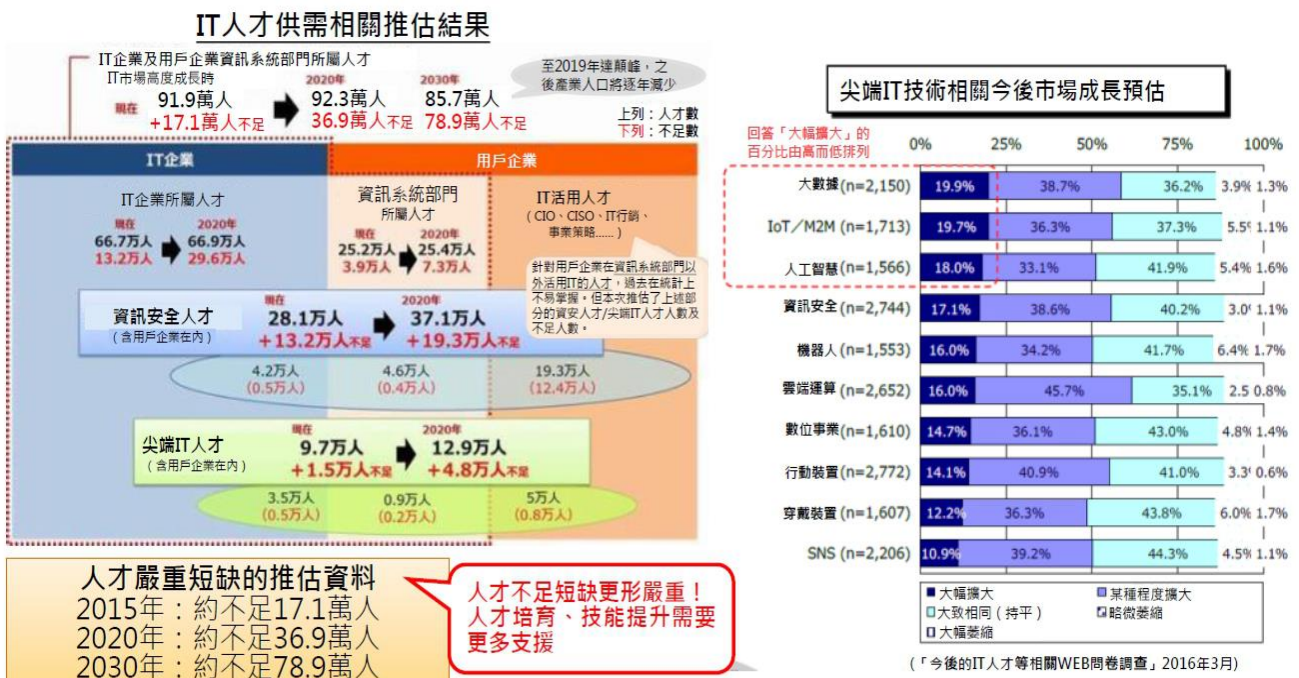 IT人才供需相關推估結果
IT企業及用戶企業資訊系統部門所屬人才
IT市場高度成長時
現在
91.9萬人
+17.1萬人不足
2020年
92.3萬人
36.9萬人不足
2030年
85.7萬人
78.9萬人不足
至2019年達顛峰，之
後產業人口將逐年減少
上列：人才數
下列：不足數
IT企業
用戶企業
IT企業所屬人才
現在
66.7万人
13.2万人
2020年
66.9万人
29.6万人
資訊系統部門
所屬人才
現在
25.2万人
3.9万人
2020年
25.4万人
7.3万人
IT活用人才
（CIO、CISO、IT行銷、
事業策略......）
針對用戶企業在資訊系統部門以
外活用IT的人才，過去在統計上
不易掌握。但本次推估了上述部
分的資安人才/尖端IT人才人數及
不足人數。
資訊安全人才
（含用戶企業在內）
現在
28.1万人
+13.2万人不足
2020年
37.1万人
+19.3万人不足
4.2万人
(0.5万人)
4.6万人
(0.4万人)
19.3万人
(12.4万人)
尖端IT人才
（含用戶企業在內）
現在
9.7万人
+1.5万人不足
2020年
12.9万人
+4.8万人不足
3.5万人
(0.5万人)
0.9万人
(0.2万人)
5万人
(0.8万人)
人才嚴重短缺的推估資料
2015年：約不足17.1萬人
2020年：約不足36.9萬人
2030年：約不足78.9萬人
人才不足短缺更形嚴重！
人才培育、技能提升需要
更多支援
尖端IT技術相關今後市場成長預估
回答「大幅擴大」的
百分比由高而低排列
0% 25% 50% 75% 100%
大數據(n=2,150) 19.9% 38.7% 36.2% 3.9% 1.3%
IoT／M2M (n=1,713) 19.7% 36.3% 37.3% 5.5% 1.1%
人工智慧(n=1,566) 18.0% 33.1% 41.9% 5.4% 1.6%
資訊安全(n=2,744) 17.1% 38.6% 40.2% 3.0% 1.1%
機器人(n=1,553) 16.0% 34.2% 41.7% 6.4% 1.7%
雲端運算(n=2,652) 16.0% 45.7% 35.1% 2.5 0.8%
數位事業(n=1,610) 14.7% 36.1% 43.0% 4.8% 1.4%
行動裝置(n=2,772) 14.1% 40.9% 41.0% 3.3 0.6%
穿戴裝置(n=1,607) 12.2% 36.3% 43.8% 6.0% 1.7%
SNS (n=2,206) 10.9% 39.2% 44.3% 4.5% 1.1%
大幅擴大 某種程度擴大
大致相同（持平） 略微萎縮
大幅萎縮
(「今後的IT人才等相關WEB問卷調查」2016年3月)